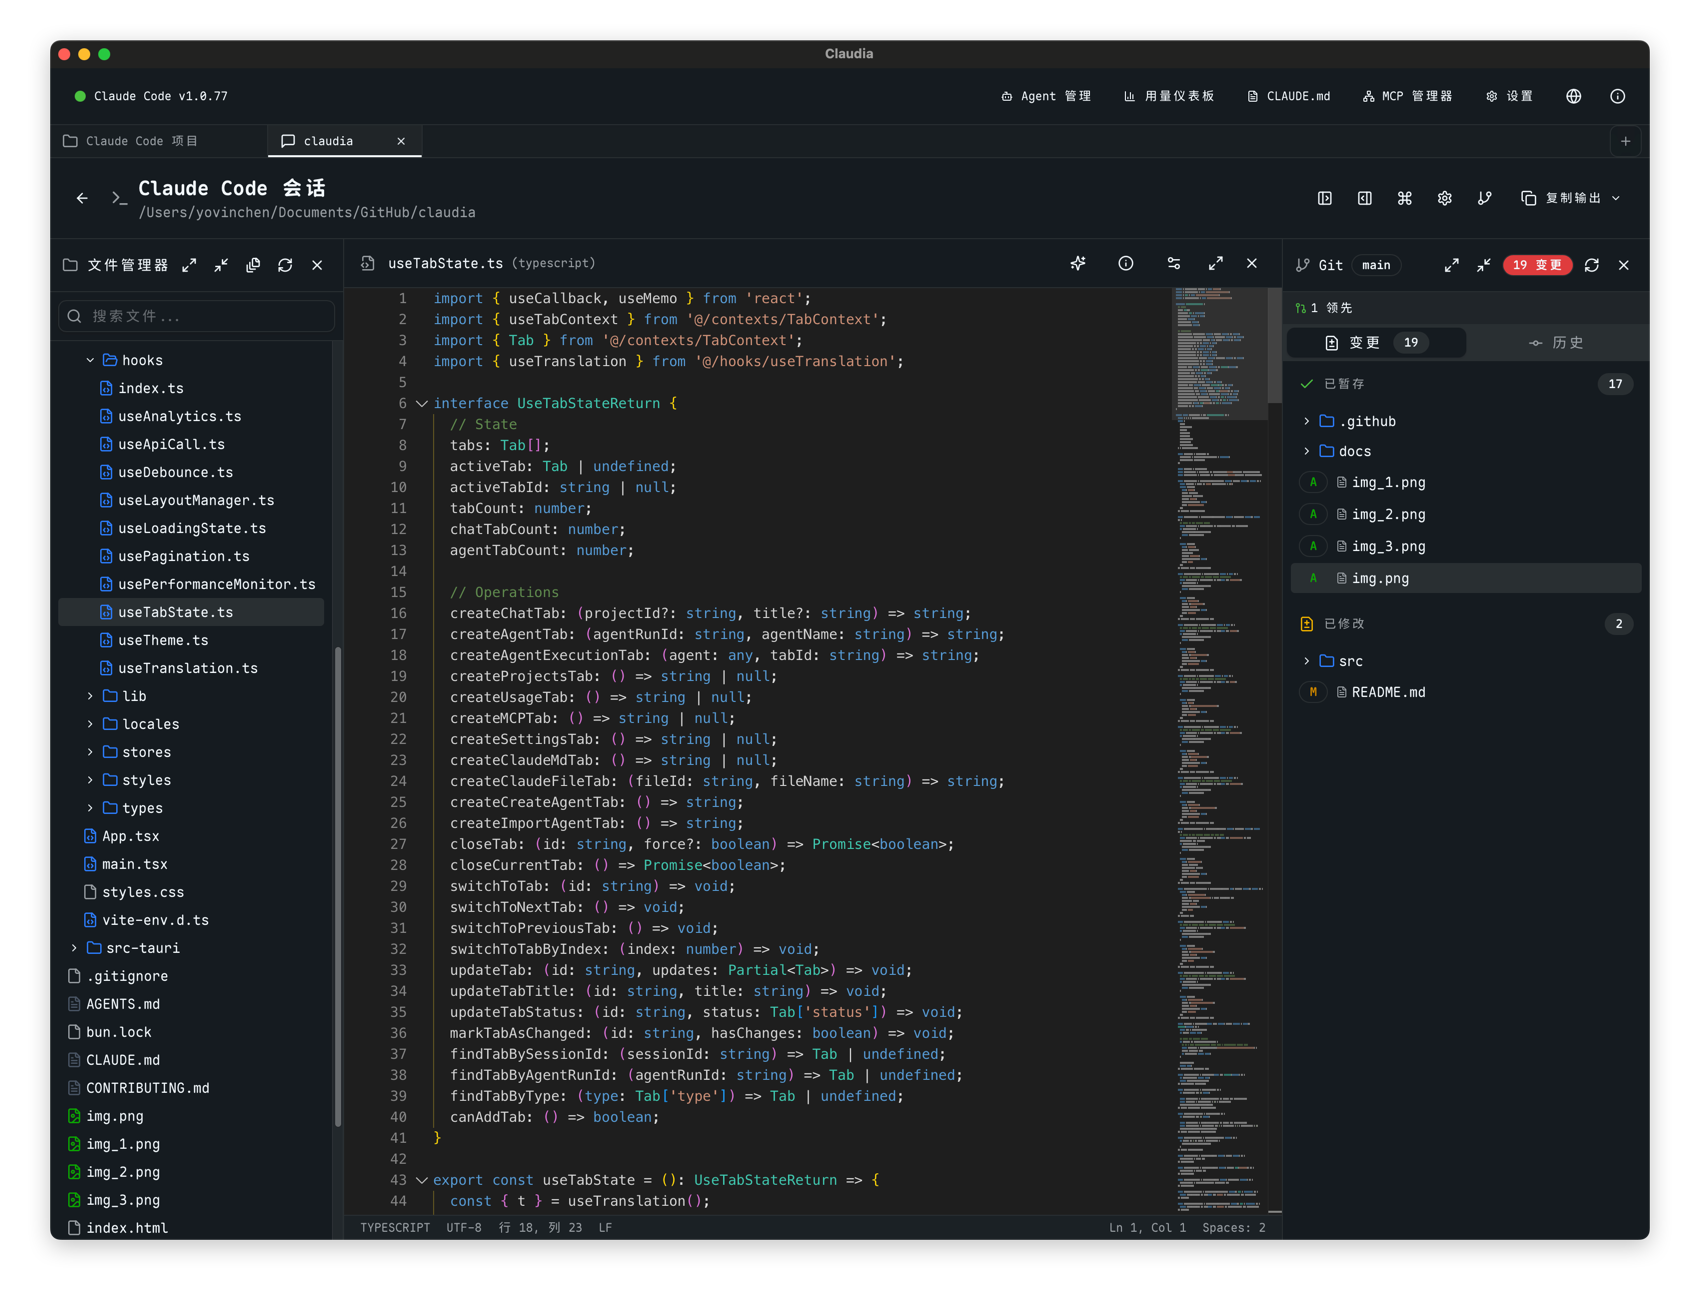 Claudia
Claude Code v1.0.77
Agent 管理
用量仪表板
CLAUDE.md
MCP 管理器
设置
Claude Code 项目
claudia
Claude Code 会话
/Users/yovinchen/Documents/GitHub/claudia
复制输出
文件管理器
搜索文件...
hooks
index.ts
useAnalytics.ts
useApiCall.ts
useDebounce.ts
useLayoutManager.ts
useLoadingState.ts
usePagination.ts
usePerformanceMonitor.ts
useTabState.ts
useTheme.ts
useTranslation.ts
lib
locales
stores
styles
types
App.tsx
main.tsx
styles.css
vite-env.d.ts
src-tauri
.gitignore
AGENTS.md
bun.lock
CLAUDE.md
CONTRIBUTING.md
img.png
img_1.png
img_2.png
img_3.png
index.html
useTabState.ts (typescript)
1 import { useCallback, useMemo } from 'react';
2 import { useTabContext } from '@/contexts/TabContext';
3 import { Tab } from '@/contexts/TabContext';
4 import { useTranslation } from '@/hooks/useTranslation';
5
6 interface UseTabStateReturn {
7 // State
8 tabs: Tab[];
9 activeTab: Tab | undefined;
10 activeTabId: string | null;
11 tabCount: number;
12 chatTabCount: number;
13 agentTabCount: number;
14
15 // Operations
16 createChatTab: (projectId?: string, title?: string) => string;
17 createAgentTab: (agentRunId: string, agentName: string) => string;
18 createAgentExecutionTab: (agent: any, tabId: string) => string;
19 createProjectsTab: () => string | null;
20 createUsageTab: () => string | null;
21 createMCPTab: () => string | null;
22 createSettingsTab: () => string | null;
23 createClaudeMdTab: () => string | null;
24 createClaudeFileTab: (fileId: string, fileName: string) => string;
25 createCreateAgentTab: () => string;
26 createImportAgentTab: () => string;
27 closeTab: (id: string, force?: boolean) => Promise<boolean>;
28 closeCurrentTab: () => Promise<boolean>;
29 switchToTab: (id: string) => void;
30 switchToNextTab: () => void;
31 switchToPreviousTab: () => void;
32 switchToTabByIndex: (index: number) => void;
33 updateTab: (id: string, updates: Partial<Tab>) => void;
34 updateTabTitle: (id: string, title: string) => void;
35 updateTabStatus: (id: string, status: Tab['status']) => void;
36 markTabAsChanged: (id: string, hasChanges: boolean) => void;
37 findTabBySessionId: (sessionId: string) => Tab | undefined;
38 findTabByAgentRunId: (agentRunId: string) => Tab | undefined;
39 findTabByType: (type: Tab['type']) => Tab | undefined;
40 canAddTab: () => boolean;
41 }
42
43 export const useTabState = (): UseTabStateReturn => {
44 const { t } = useTranslation();
TYPESCRIPT UTF-8 行 18, 列 23 LF
Ln 1, Col 1 Spaces: 2
Git main
19 变更
1 领先
变更 19
历史
已暂存 17
.github
docs
A img_1.png
A img_2.png
A img_3.png
A img.png
已修改 2
src
M README.md